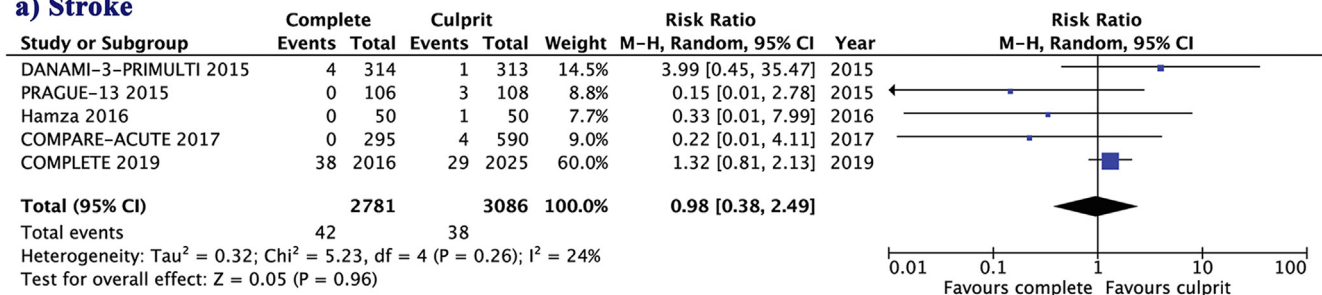 a) Stroke
Complete Culprit Risk Ratio Risk Ratio
Study or Subgroup Events Total Events Total Weight M-H, Random, 95% CI Year M-H, Random, 95% CI
DANAMI-3-PRIMULTI 2015 4 314 1 313 14.5% 3.99 [0.45, 35.47] 2015
PRAGUE-13 2015 0 106 3 108 8.8% 0.15 [0.01, 2.78] 2015
Hamza 2016 0 50 1 50 7.7% 0.33 [0.01, 7.99] 2016
COMPARE-ACUTE 2017 0 295 4 590 9.0% 0.22 [0.01, 4.11] 2017
COMPLETE 2019 38 2016 29 2025 60.0% 1.32 [0.81, 2.13] 2019
Total (95% CI) 2781 3086 100.0% 0.98 [0.38, 2.49]
Total events 42 38
Heterogeneity: Tau² = 0.32; Chi² = 5.23, df = 4 (P = 0.26); I² = 24%
Test for overall effect: Z = 0.05 (P = 0.96)
0.01 0.1 1 10 100
Favours complete Favours culprit